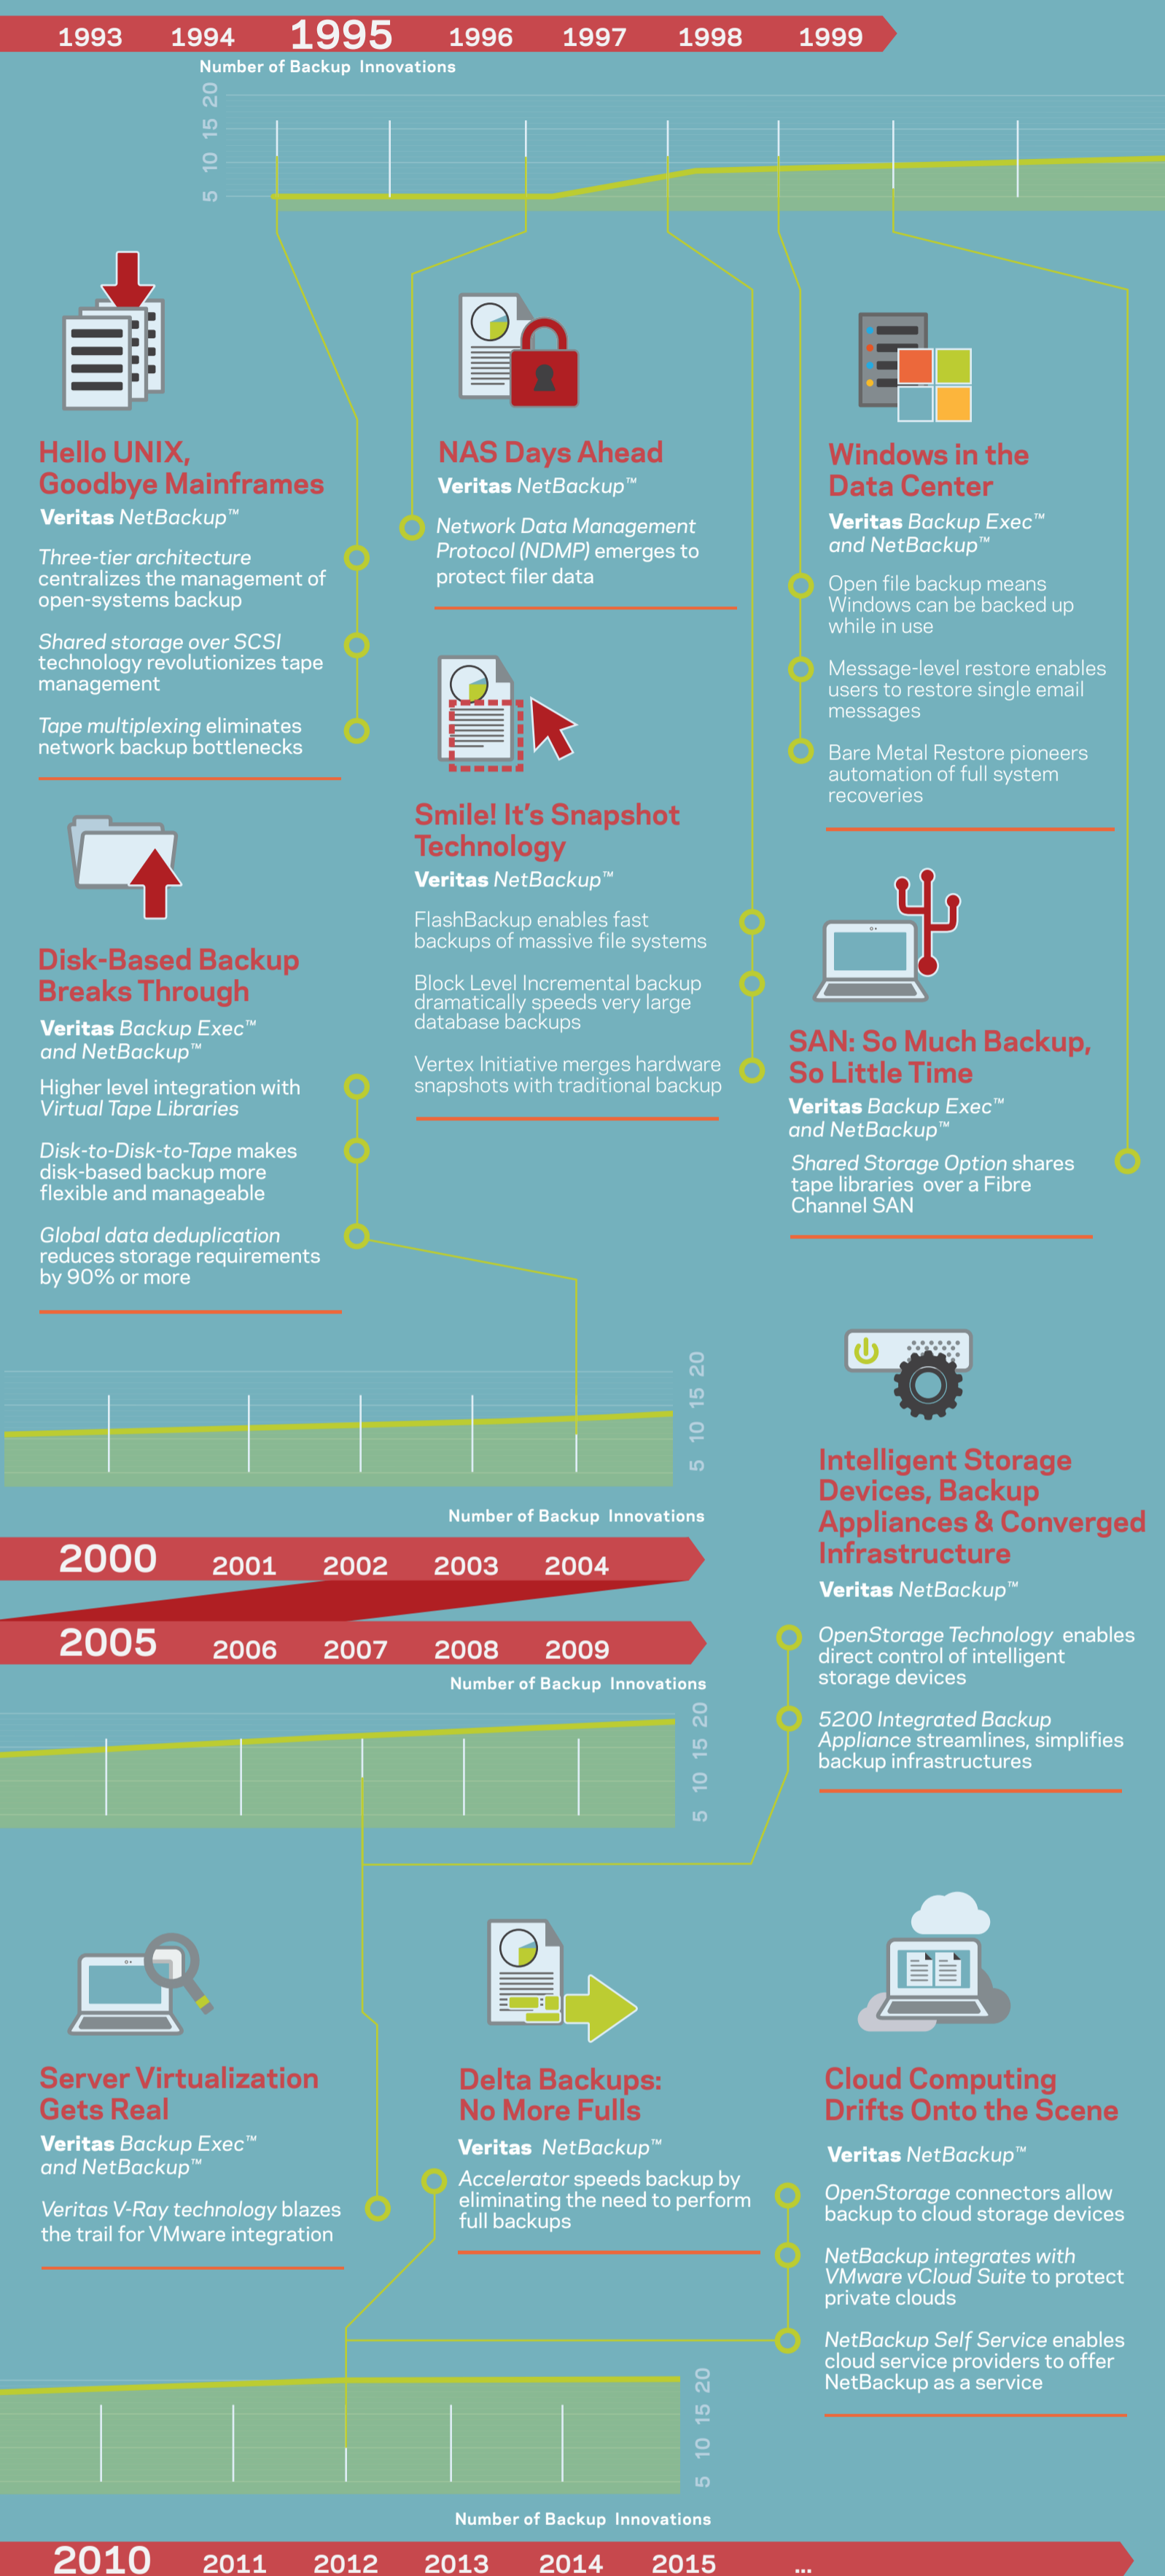 1993 1994 1995 1996 1997 1998 1999
Number of Backup Innovations
20
15
10
5
Hello UNIX,
Goodbye Mainframes
Veritas NetBackup™
Three-tier architecture
centralizes the management of
open-systems backup
Shared storage over SCSI
technology revolutionizes tape
management
Tape multiplexing eliminates
network backup bottlenecks
NAS Days Ahead
Veritas NetBackup™
Network Data Management
Protocol (NDMP) emerges to
protect filer data
Windows in the
Data Center
Veritas Backup Exec™
and NetBackup™
Open file backup means
Windows can be backed up
while in use
Message-level restore enables
users to restore single email
messages
Bare Metal Restore pioneers
automation of full system
recoveries
Smile! It's Snapshot
Technology
Veritas NetBackup™
FlashBackup enables fast
backups of massive file systems
Block Level Incremental backup
dramatically speeds very large
database backups
Vertex Initiative merges hardware
snapshots with traditional backup
Disk-Based Backup
Breaks Through
Veritas Backup Exec™
and NetBackup™
Higher level integration with
Virtual Tape Libraries
Disk-to-Disk-to-Tape makes
disk-based backup more
flexible and manageable
Global data deduplication
reduces storage requirements
by 90% or more
SAN: So Much Backup,
So Little Time
Veritas Backup Exec™
and NetBackup™
Shared Storage Option shares
tape libraries over a Fibre
Channel SAN
20
15
10
5
Number of Backup Innovations
2000 2001 2002 2003 2004
2005 2006 2007 2008 2009
Number of Backup Innovations
20
15
10
5
Intelligent Storage
Devices, Backup
Appliances & Converged
Infrastructure
Veritas NetBackup™
OpenStorage Technology enables
direct control of intelligent
storage devices
5200 Integrated Backup
Appliance streamlines, simplifies
backup infrastructures
Server Virtualization
Gets Real
Veritas Backup Exec™
and NetBackup™
Veritas V-Ray technology blazes
the trail for VMware integration
Delta Backups:
No More Fulls
Veritas NetBackup™
Accelerator speeds backup by
eliminating the need to perform
full backups
Cloud Computing
Drifts Onto the Scene
Veritas NetBackup™
OpenStorage connectors allow
backup to cloud storage devices
NetBackup integrates with
VMware vCloud Suite to protect
private clouds
NetBackup Self Service enables
cloud service providers to offer
NetBackup as a service
20
15
10
5
Number of Backup Innovations
2010 2011 2012 2013 2014 2015 ...